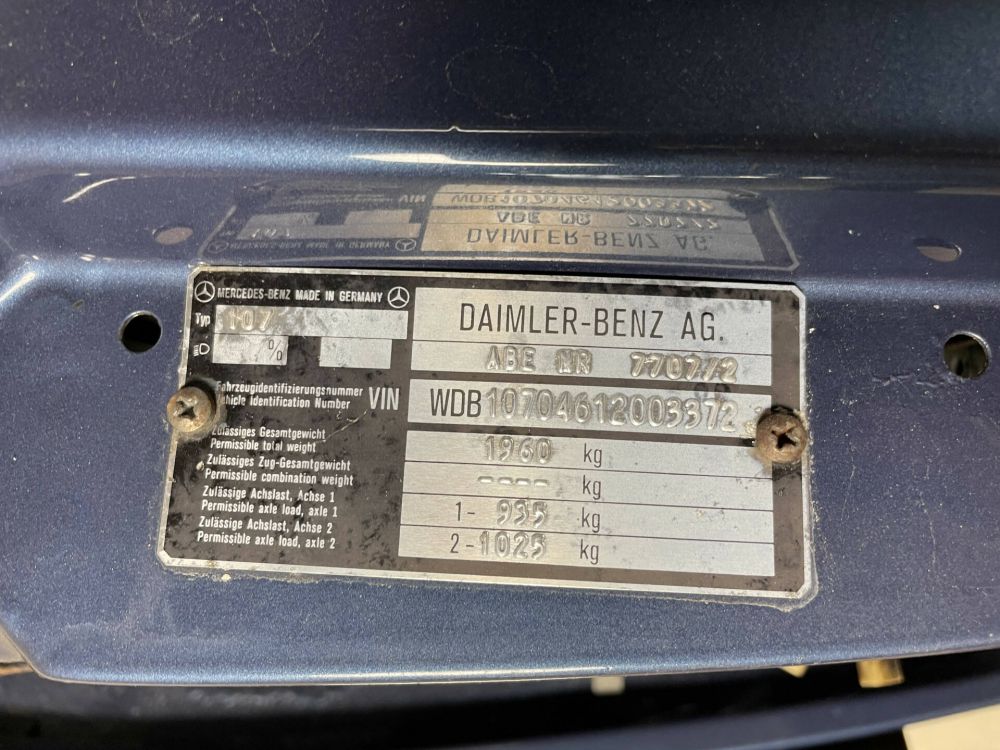 MERCEDES-BENZ MADE IN GERMANY
Typ 107
%
DAIMLER-BENZ AG.
ABE NR 7707/2
Fahrzeugidentifizierungsnummer
Vehicle Identification Number
VIN
WDB10704612003372
Zulässiges Gesamtgewicht
Permissible total weight
1960 kg
Zulässiges Zug-Gesamtgewicht
Permissible combination weight
---- kg
Zulässige Achslast, Achse 1
Permissible axle load, axle 1
1- 935 kg
Zulässige Achslast, Achse 2
Permissible axle load, axle 2
2-1025 kg